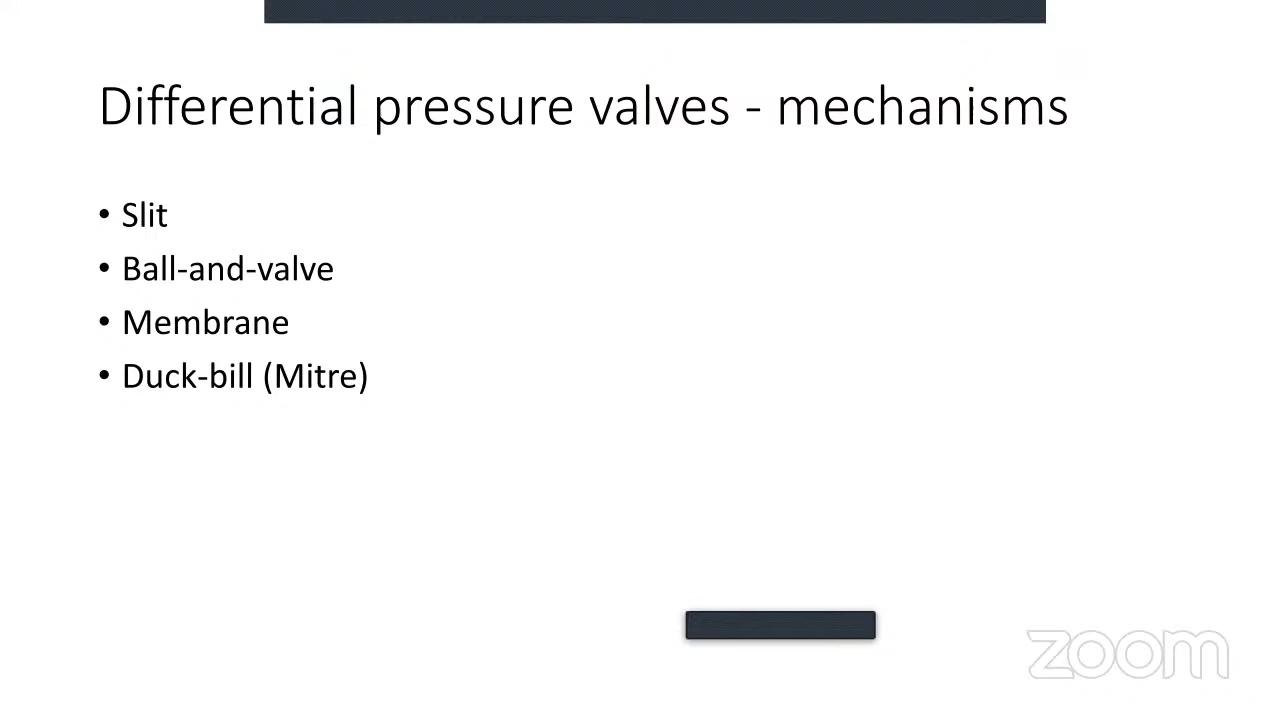 Differential pressure valves - mechanisms
• Slit
• Ball-and-valve
• Membrane
• Duck-bill (Mitre)
zoom